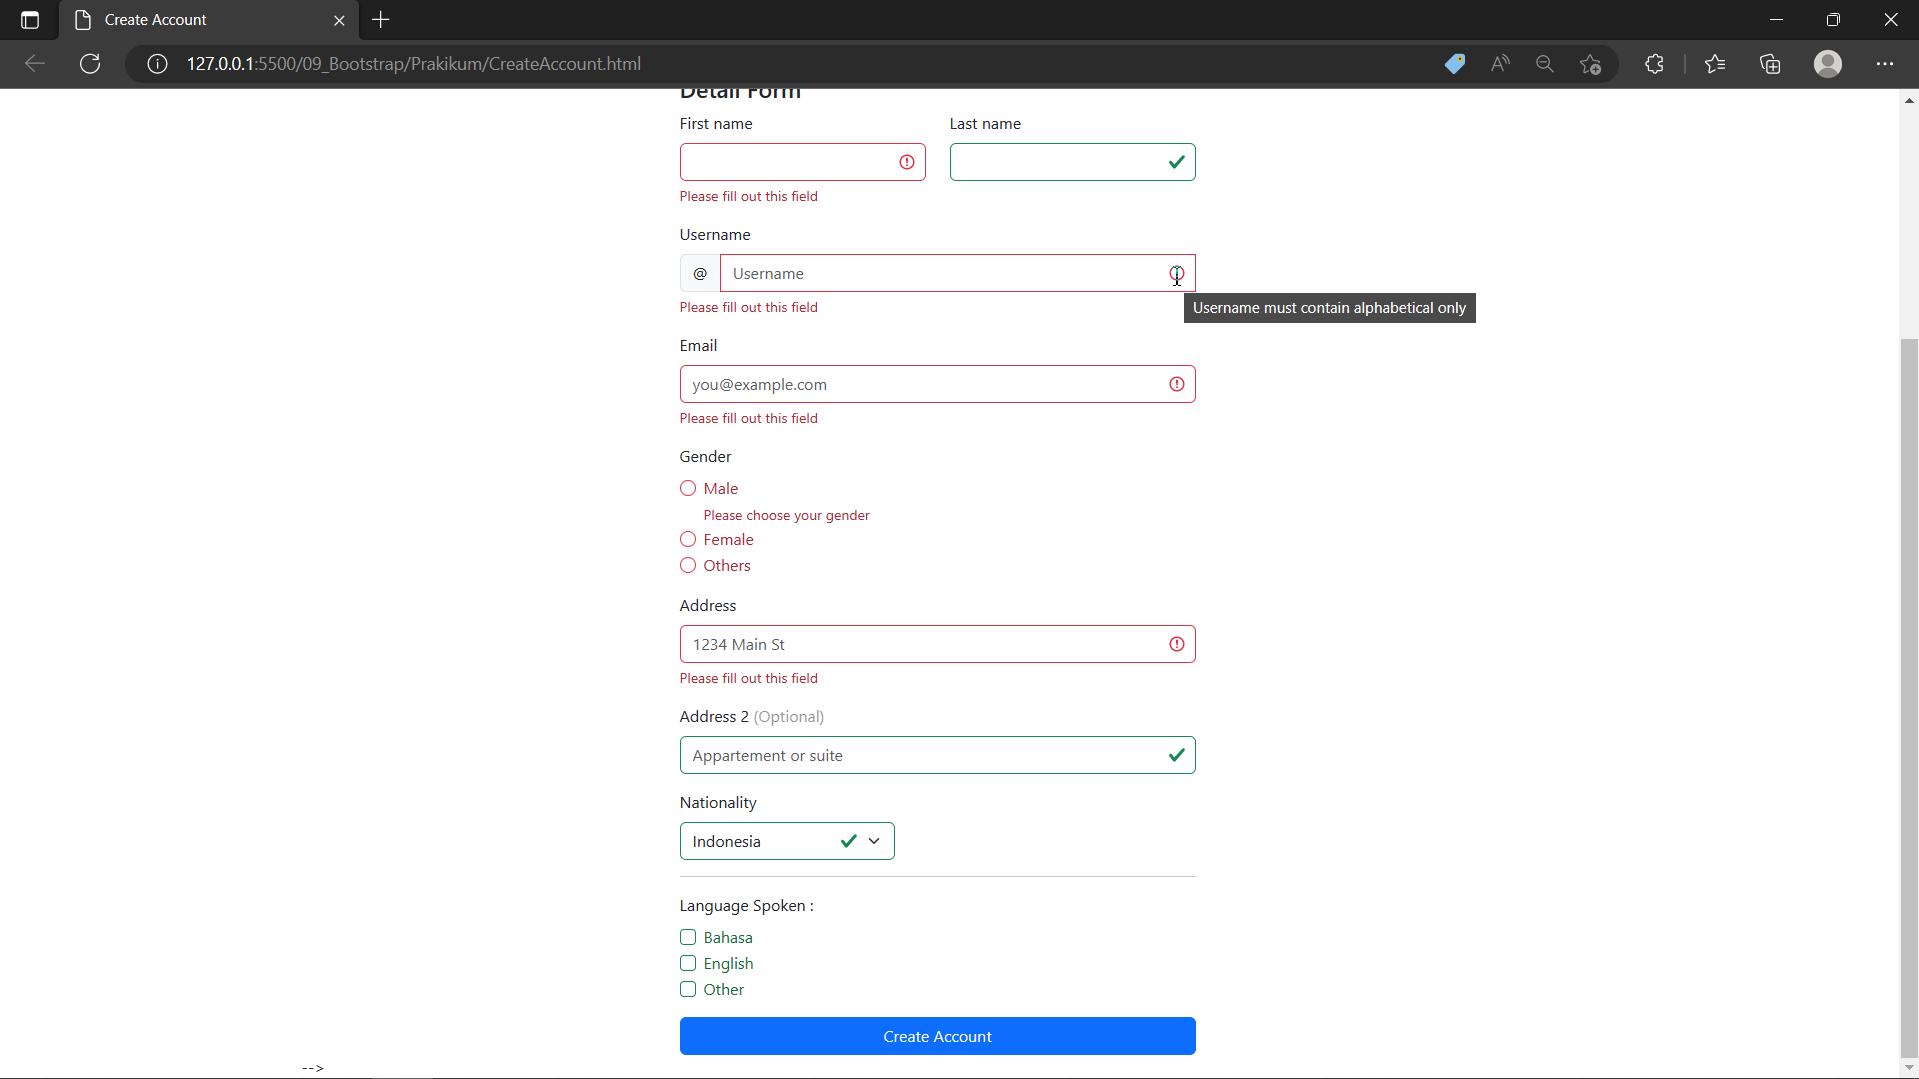 Create Account
127.0.0.1:5500/09_Bootstrap/Prakikum/CreateAccount.html
Detail Form
First name
Last name
Please fill out this field
Username
@ Username
Please fill out this field
Username must contain alphabetical only
Email
you@example.com
Please fill out this field
Gender
Male
Please choose your gender
Female
Others
Address
1234 Main St
Please fill out this field
Address 2 (Optional)
Appartement or suite
Nationality
Indonesia
Language Spoken :
Bahasa
English
Other
Create Account
-->